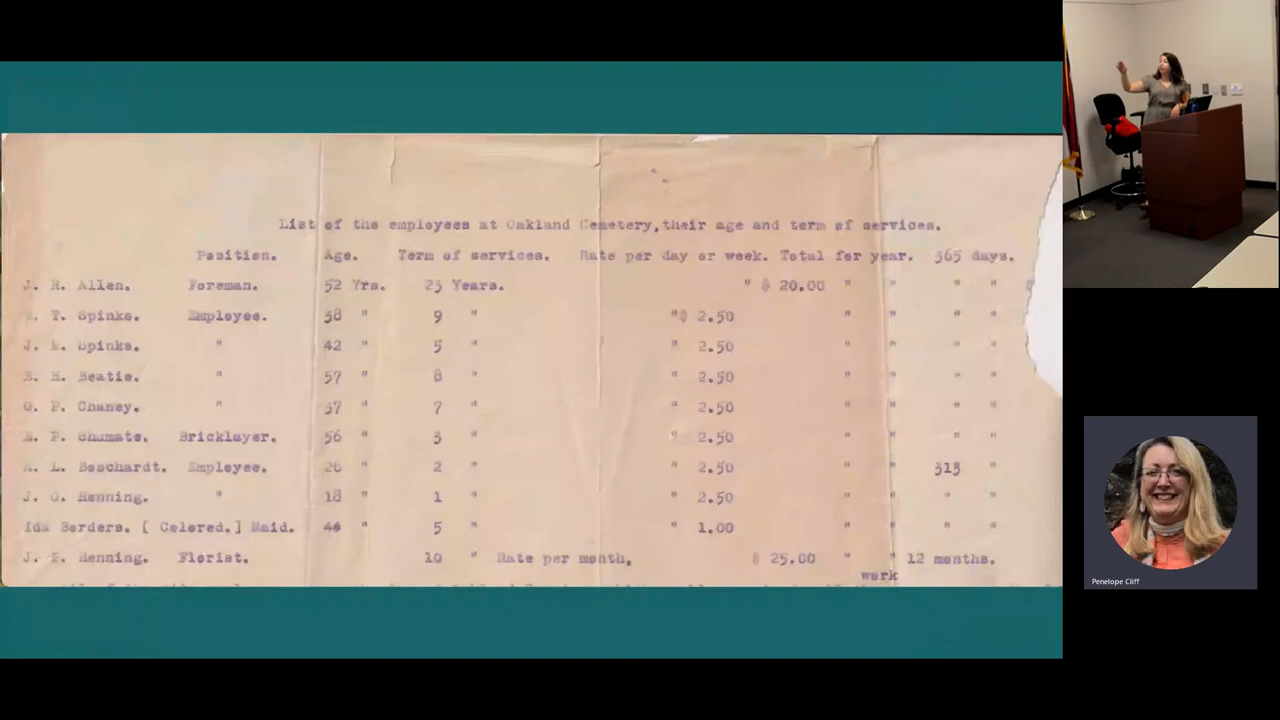 List of the employees at Oakland Cemetery, their age and term of services.
Position. Age. Term of services. Rate per day or week. Total for year. 365 days.
J. H. Allen. Foreman. 52 Yrs. 23 Years. " $ 20.00 " " " "
T. Spinks. Employee. 38 " 9 " "$ 2.50 " " " "
J. Spinks. " 42 " 5 " " 2.50 " " " "
H. Beatie. " 57 " 8 " " 2.50 " " " "
G. P. Chaney. " 37 " 7 " " 2.50 " " " "
P. Shumate. Bricklayer. 56 " 3 " " 2.50 " " " "
L. Boschardt. Employee. 26 " 2 " " 2.50 " " 313 "
J. O. Henning. " 18 " 1 " " 2.50 " " " "
Ida Borders. [ Colored.] Maid. 44 " 5 " " 1.00 " " " "
J. P. Henning. Florist. 10 " Rate per month, $ 25.00 " " 12 months.
work
Penelope Cliff